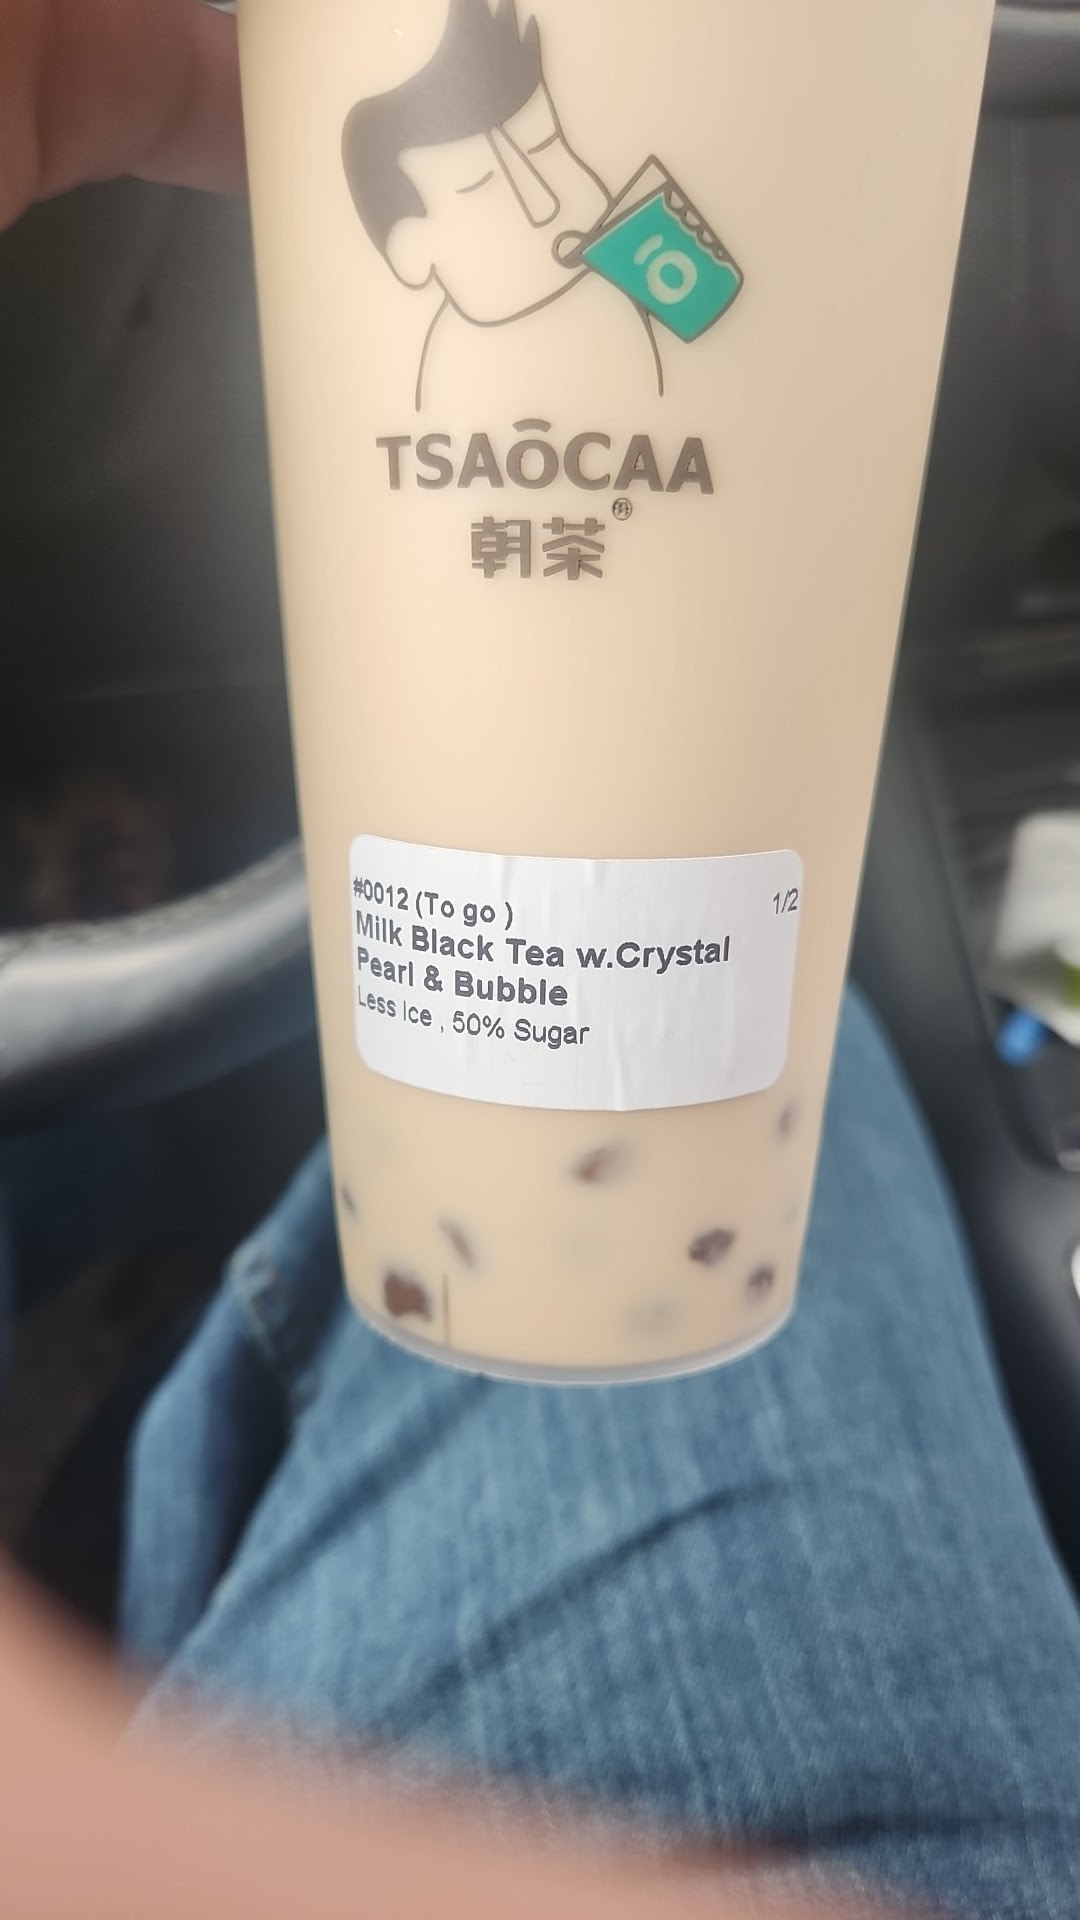 TSAŌCAA
朝茶®
#0012 (To go ) 1/2
Milk Black Tea w.Crystal
Pearl & Bubble
Less Ice , 50% Sugar